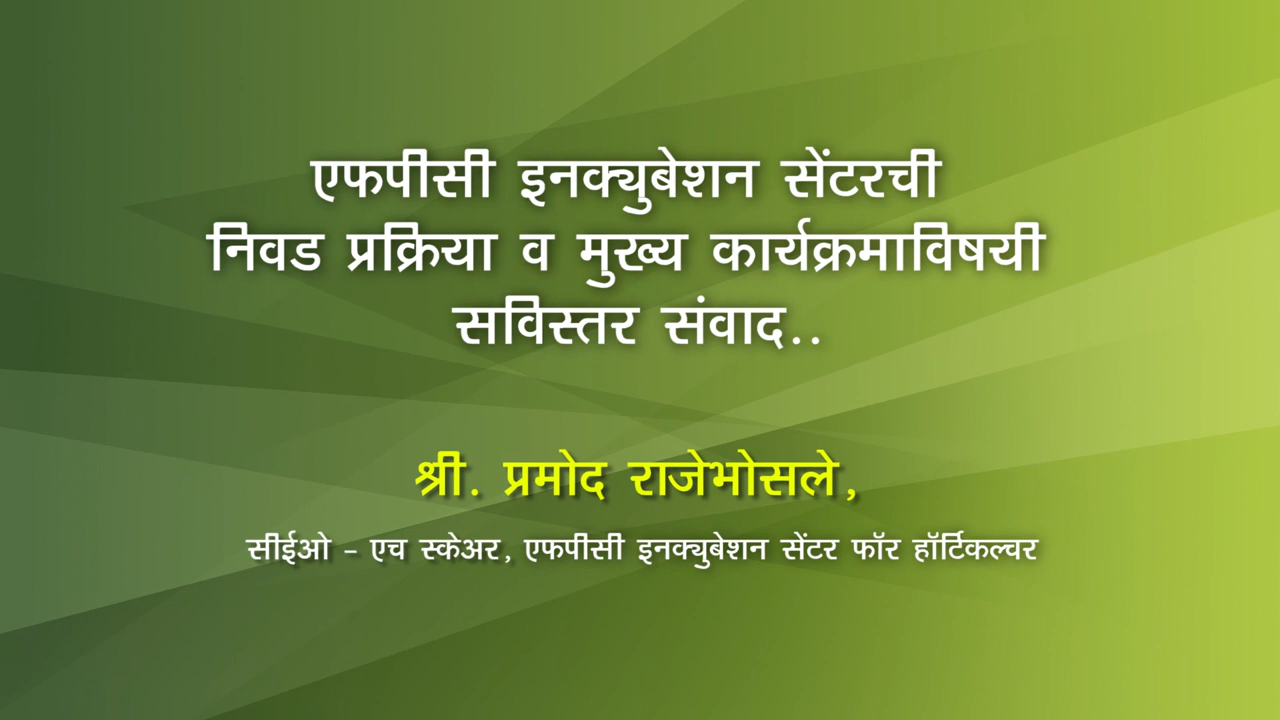 एफपीसी इनक्युबेशन सेंटरची
निवड प्रक्रिया व मुख्य कार्यक्रमाविषयी
सविस्तर संवाद..
श्री. प्रमोद राजेभोसले,
सीईओ - एच स्केअर, एफपीसी इनक्युबेशन सेंटर फॉर हॉर्टिकल्चर